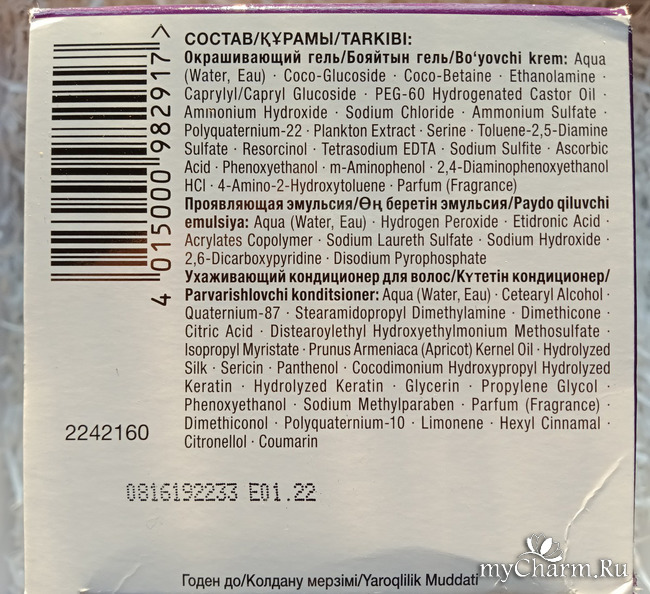 СОСТАВ/ҚҰРАМЫ/TARKIBI:
Окрашивающий гель/Бояйтын гель/Bo‘yovchi krem: Aqua
(Water, Eau) · Coco-Glucoside · Coco-Betaine · Ethanolamine ·
Caprylyl/Capryl Glucoside · PEG-60 Hydrogenated Castor Oil ·
Ammonium Hydroxide · Sodium Chloride · Ammonium Sulfate ·
Polyquaternium-22 · Plankton Extract · Serine · Toluene-2,5-Diamine
Sulfate · Resorcinol · Tetrasodium EDTA · Sodium Sulfite · Ascorbic
Acid · Phenoxyethanol · m-Aminophenol · 2,4-Diaminophenoxyethanol
HCl · 4-Amino-2-Hydroxytoluene · Parfum (Fragrance)
Проявляющая эмульсия/Өң беретін эмульсия/Paydo qiluvchi
emulsiya: Aqua (Water, Eau) · Hydrogen Peroxide · Etidronic Acid ·
Acrylates Copolymer · Sodium Laureth Sulfate · Sodium Hydroxide ·
2,6-Dicarboxypyridine · Disodium Pyrophosphate
Ухаживающий кондиционер для волос/Күтетін кондиционер/
Parvarishlovchi konditsioner: Aqua (Water, Eau) · Cetearyl Alcohol ·
Quaternium-87 · Stearamidopropyl Dimethylamine · Dimethicone ·
Citric Acid · Distearoylethyl Hydroxyethylmonium Methosulfate ·
Isopropyl Myristate · Prunus Armeniaca (Apricot) Kernel Oil · Hydrolyzed
Silk · Sericin · Panthenol · Cocodimonium Hydroxypropyl Hydrolyzed
Keratin · Hydrolyzed Keratin · Glycerin · Propylene Glycol ·
Phenoxyethanol · Sodium Methylparaben · Parfum (Fragrance) ·
Dimethiconol · Polyquaternium-10 · Limonene · Hexyl Cinnamal ·
Citronellol · Coumarin
4 015000 982917 >
2242160
0816192233 E01.22
Годен до/Колдану мерзімі/Yaroqlilik Muddati
myCharm.Ru